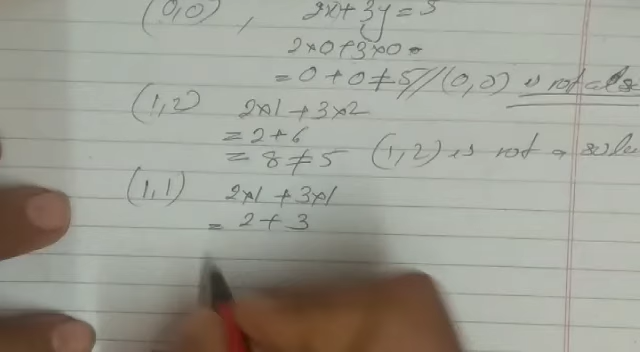 (0,0), 2x+3y=5
2×0+3×0=
=0+0≠5//(0,0) is not a
(1,2) 2×1+3×2
=2+6
=8≠5 (1,2) is not a solu
(1,1) 2×1+3×1
=2+3